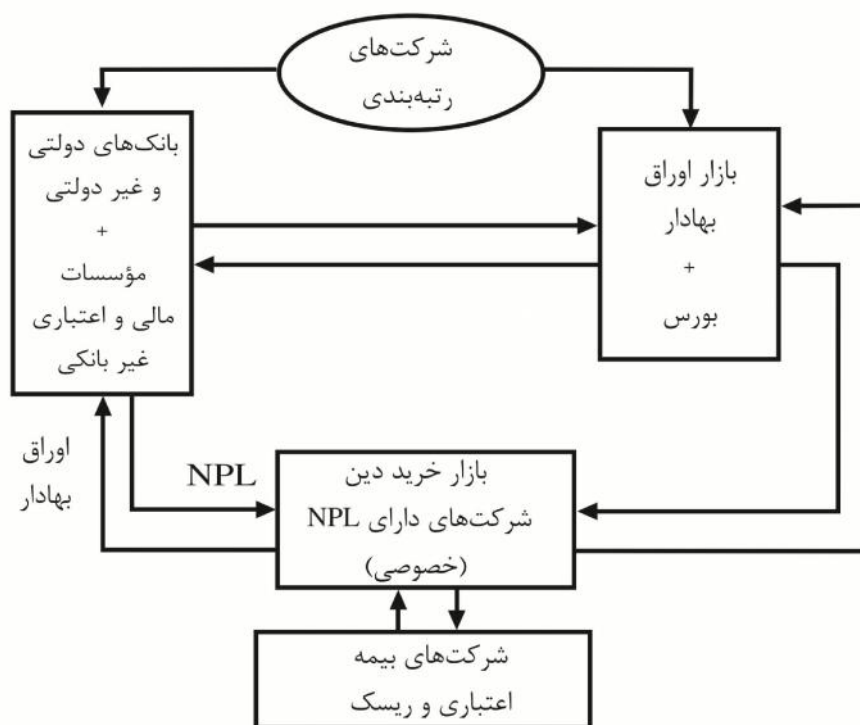 شرکت‌های
رتبه‌بندی
بانک‌های دولتی
و غیر دولتی
+
مؤسسات
مالی و اعتباری
غیر بانکی
بازار اوراق
بهادار
+
بورس
اوراق
بهادار
NPL
بازار خرید دین
شرکت‌های دارای NPL
(خصوصی)
شرکت‌های بیمه
اعتباری و ریسک